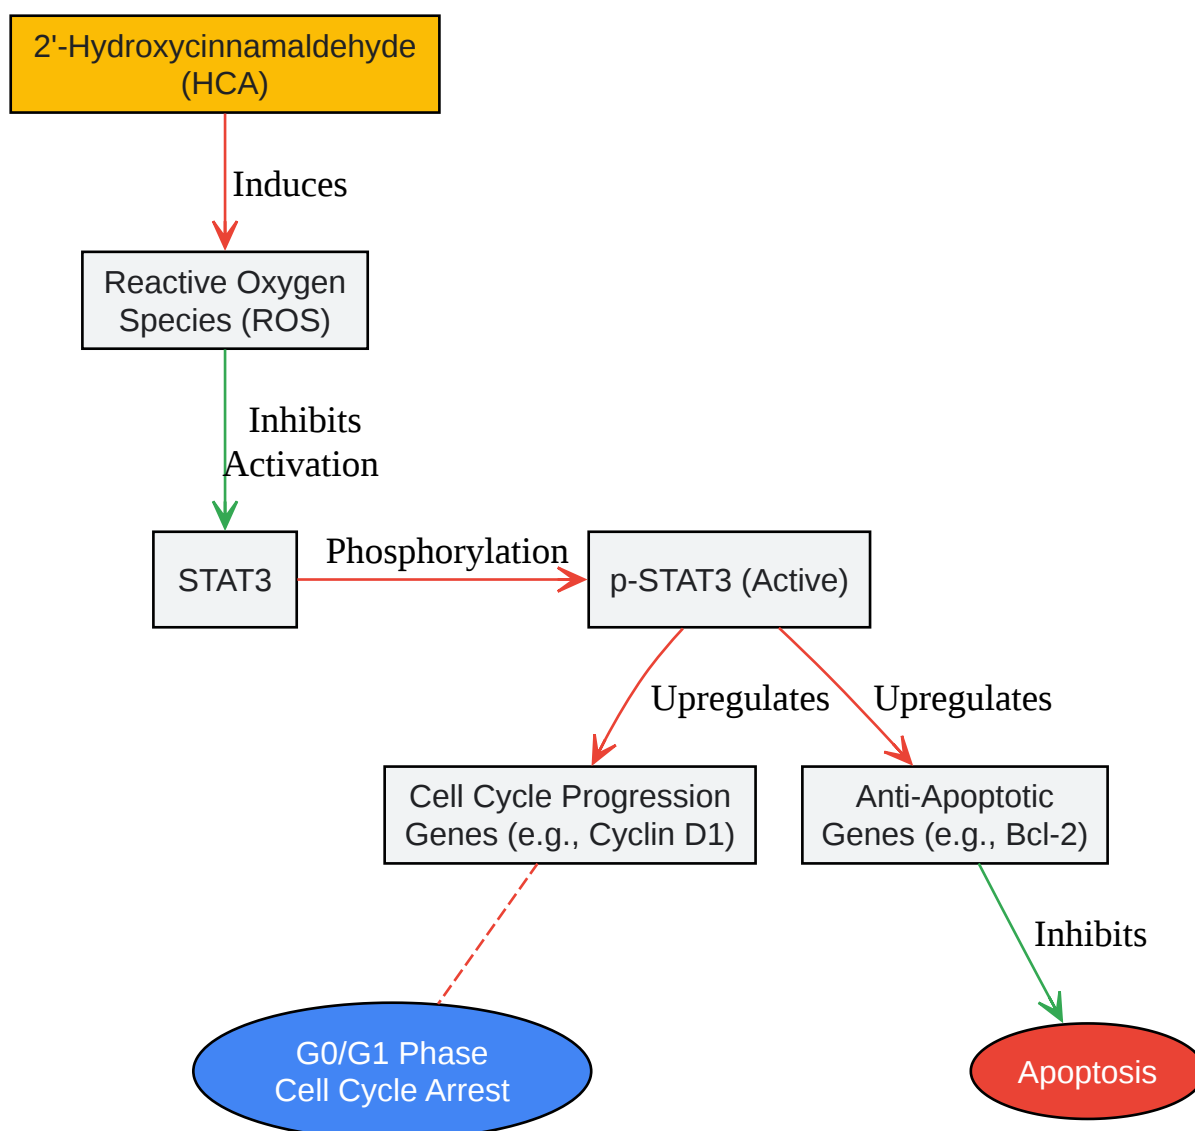 2'-Hydroxycinnamaldehyde
(HCA)
Induces
Reactive Oxygen
Species (ROS)
Inhibits
Activation
STAT3
Phosphorylation
p-STAT3 (Active)
Upregulates
Upregulates
Cell Cycle Progression
Genes (e.g., Cyclin D1)
Anti-Apoptotic
Genes (e.g., Bcl-2)
Inhibits
G0/G1 Phase
Cell Cycle Arrest
Apoptosis